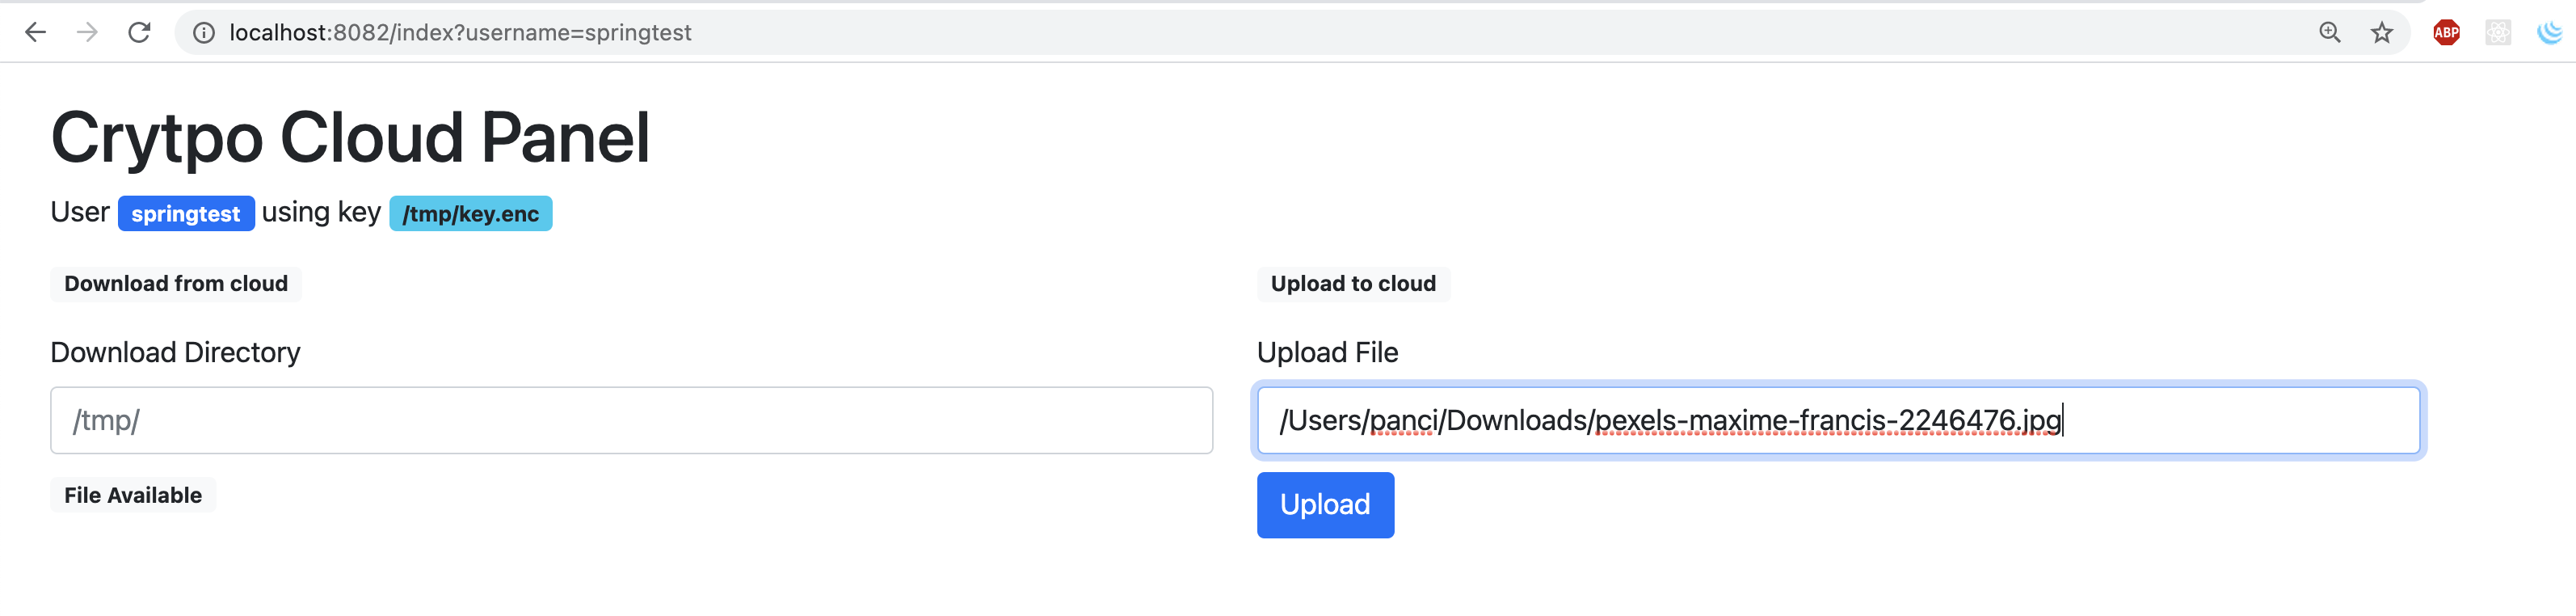 localhost:8082/index?username=springtest
ABP
Crytpo Cloud Panel
User springtest using key /tmp/key.enc
Download from cloud
Download Directory
/tmp/
File Available
Upload to cloud
Upload File
/Users/panci/Downloads/pexels-maxime-francis-2246476.jpg
Upload